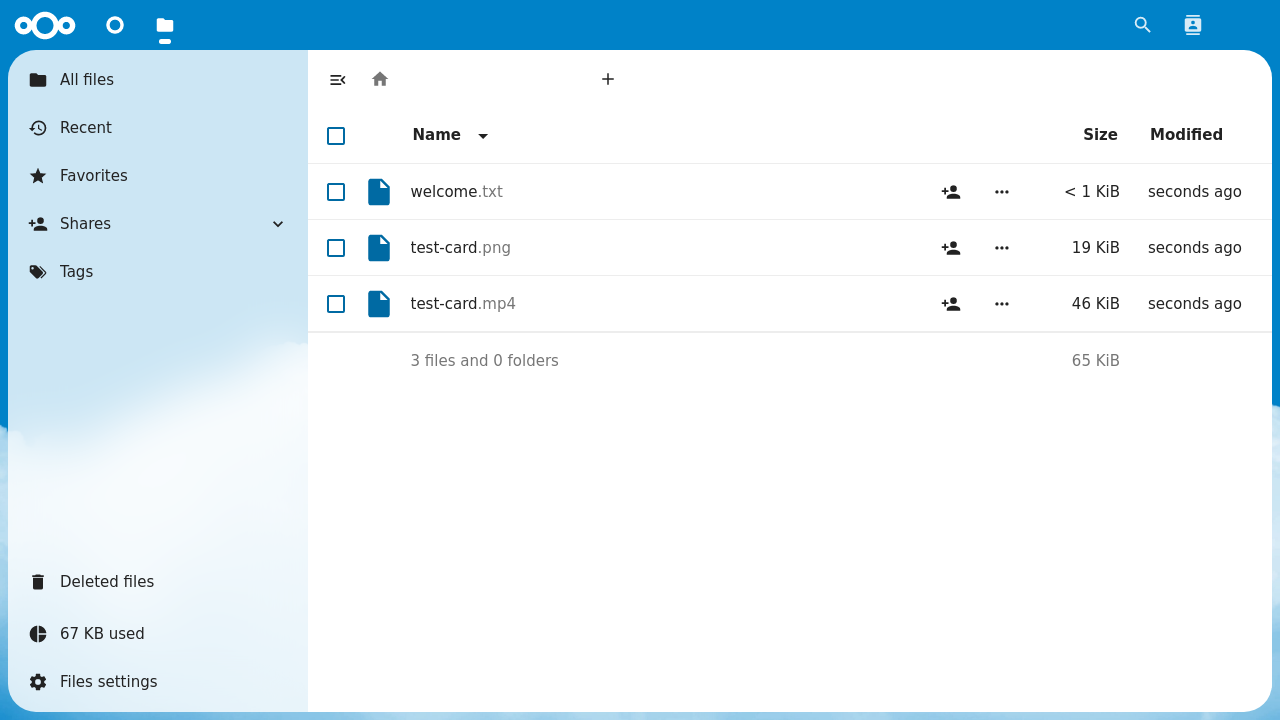 All files
Recent
Favorites
Shares
Tags
Deleted files
67 KB used
Files settings
Name Size Modified
welcome.txt < 1 KiB seconds ago
test-card.png 19 KiB seconds ago
test-card.mp4 46 KiB seconds ago
3 files and 0 folders 65 KiB